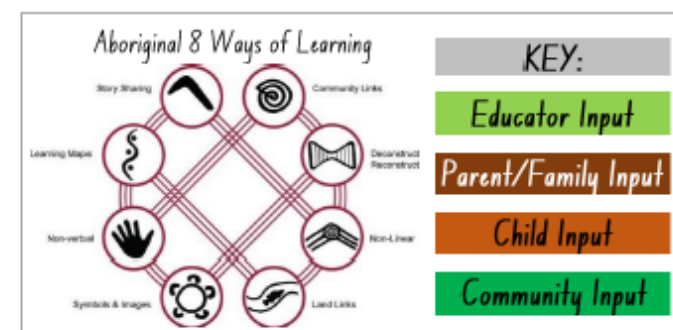 Aboriginal 8 Ways of Learning
Story Sharing
Community Links
Learning Maps
Deconstruct
Reconstruct
Non-verbal
Non-Linear
Symbols & Images
Land Links
KEY:
Educator Input
Parent/Family Input
Child Input
Community Input